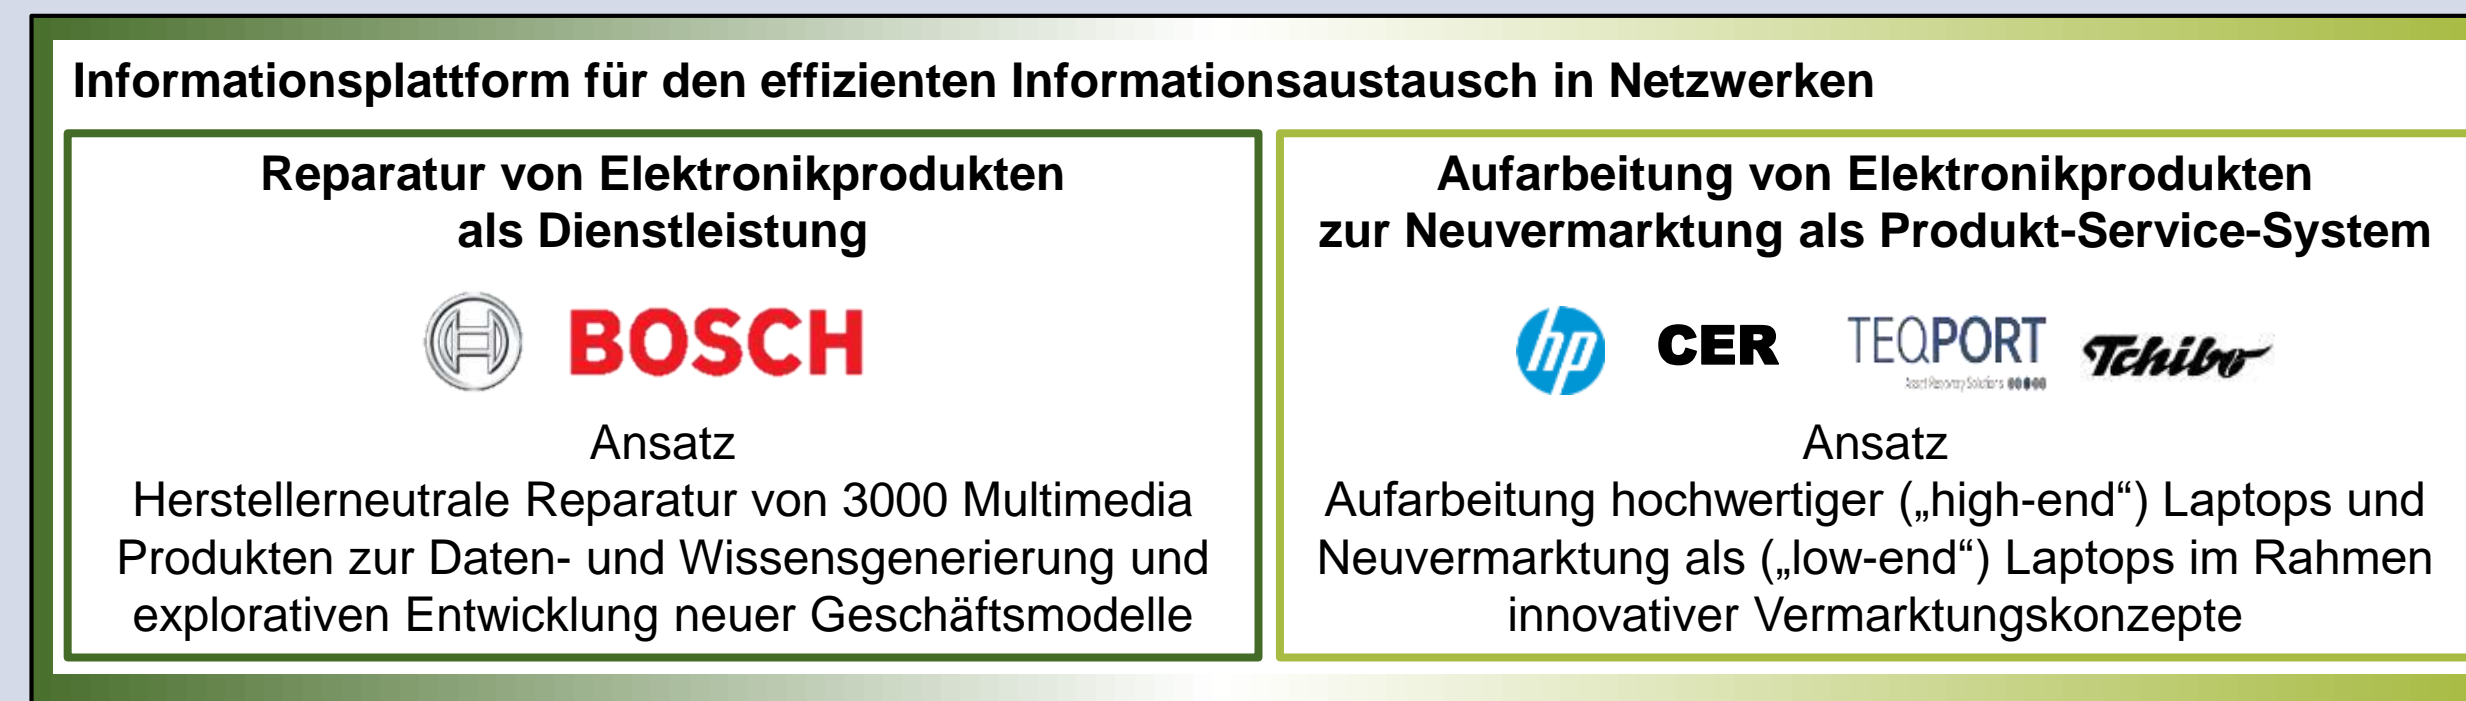 Informationsplattform für den effizienten Informationsaustausch in Netzwerken
Reparatur von Elektronikprodukten
als Dienstleistung
BOSCH
Ansatz
Herstellerneutrale Reparatur von 3000 Multimedia
Produkten zur Daten- und Wissensgenerierung und
explorativen Entwicklung neuer Geschäftsmodelle
Aufarbeitung von Elektronikprodukten
zur Neuvermarktung als Produkt-Service-System
hp CER TEQPORT Tchibo
Asset Recovery Solutions
Ansatz
Aufarbeitung hochwertiger („high-end“) Laptops und
Neuvermarktung als („low-end“) Laptops im Rahmen
innovativer Vermarktungskonzepte